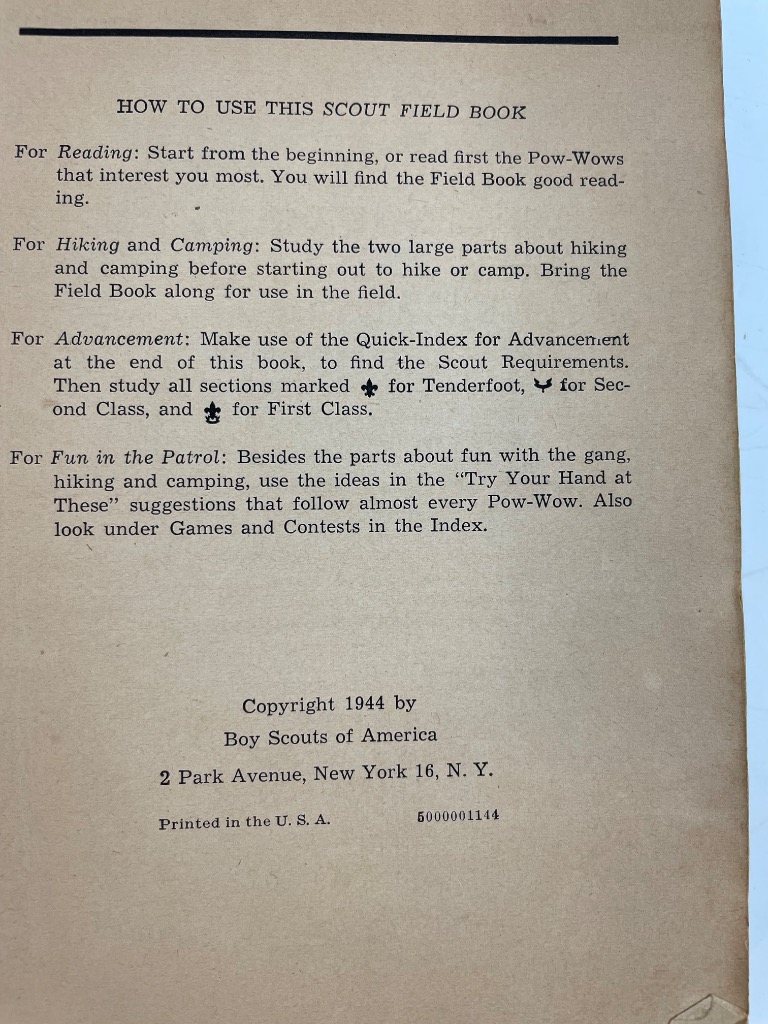 HOW TO USE THIS SCOUT FIELD BOOK
For Reading: Start from the beginning, or read first the Pow-Wows
that interest you most. You will find the Field Book good read-
ing.
For Hiking and Camping: Study the two large parts about hiking
and camping before starting out to hike or camp. Bring the
Field Book along for use in the field.
For Advancement: Make use of the Quick-Index for Advancement
at the end of this book, to find the Scout Requirements.
Then study all sections marked for Tenderfoot, for Sec-
ond Class, and for First Class.
For Fun in the Patrol: Besides the parts about fun with the gang,
hiking and camping, use the ideas in the “Try Your Hand at
These” suggestions that follow almost every Pow-Wow. Also
look under Games and Contests in the Index.
Copyright 1944 by
Boy Scouts of America
2 Park Avenue, New York 16, N. Y.
Printed in the U. S. A. 5000001144